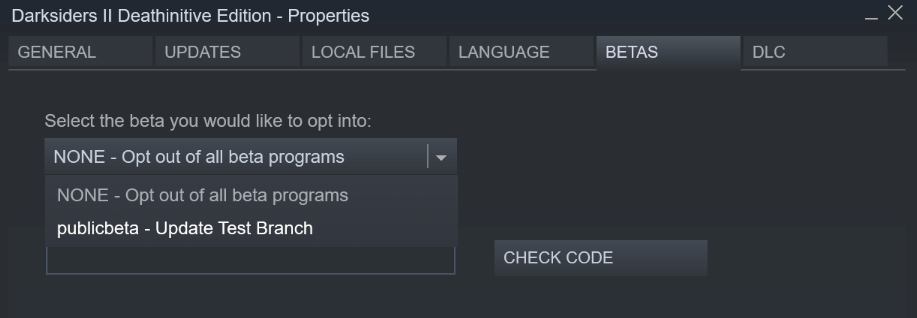 Darksiders II Deathinitive Edition - Properties
GENERAL
UPDATES
LOCAL FILES
LANGUAGE
BETAS
DLC
Select the beta you would like to opt into:
NONE - Opt out of all beta programs
NONE - Opt out of all beta programs
publicbeta - Update Test Branch
CHECK CODE